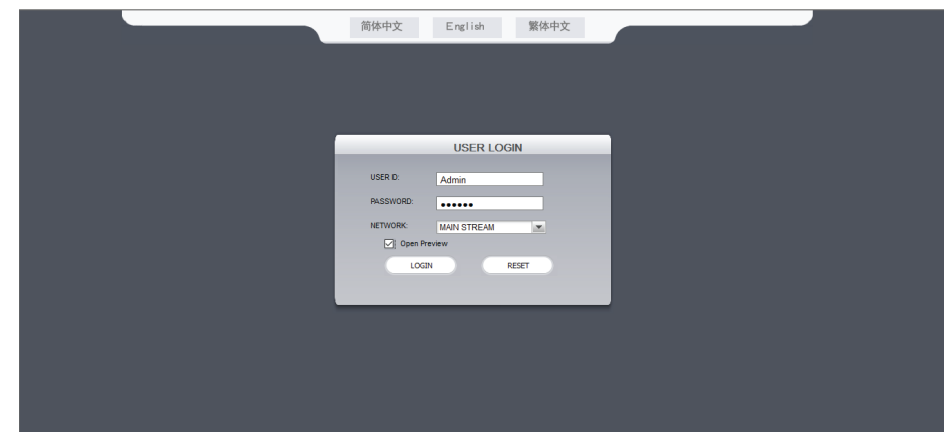 简体中文 English 繁体中文
USER LOGIN
USER ID: Admin
PASSWORD: ●●●●●●
NETWORK: MAIN STREAM
Open Preview
LOGIN RESET